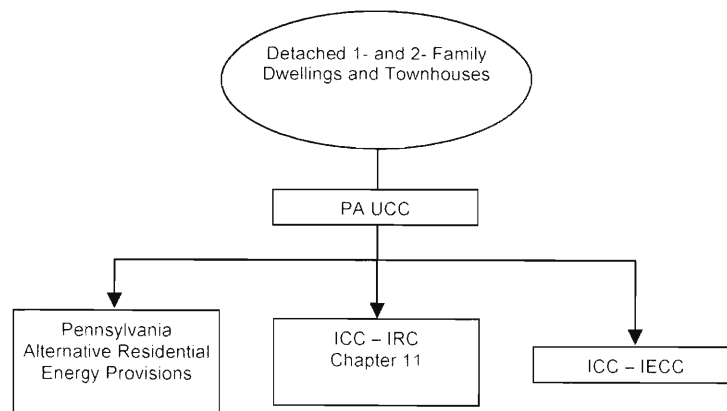 Detached 1- and 2- Family
Dwellings and Townhouses
PA UCC
Pennsylvania
Alternative Residential
Energy Provisions
ICC – IRC
Chapter 11
ICC – IECC